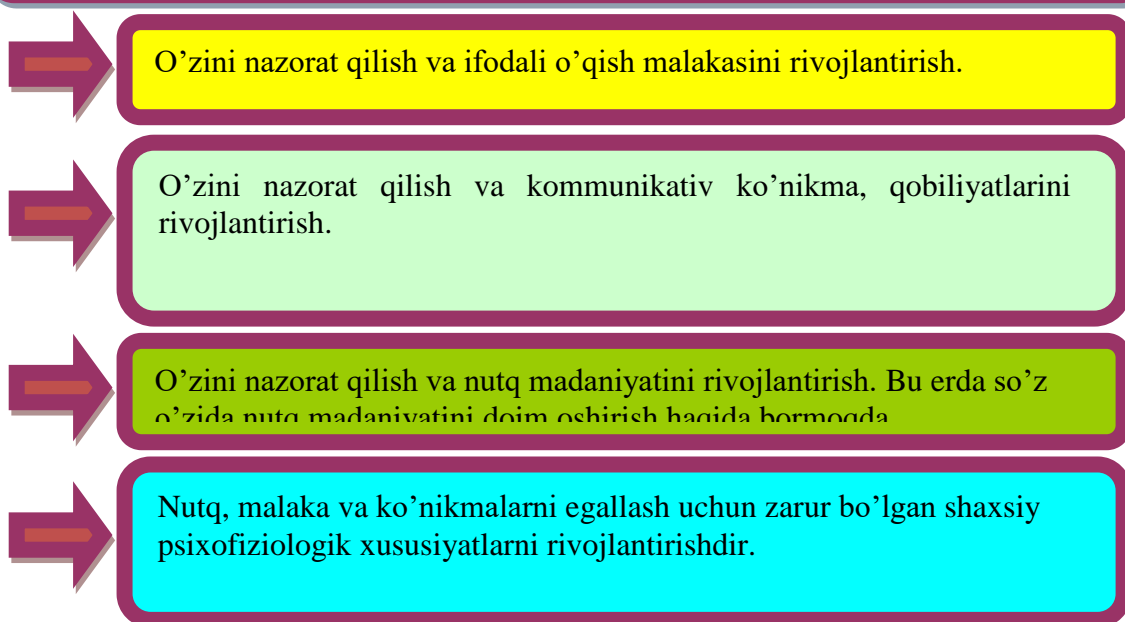 O’zini nazorat qilish va ifodali o’qish malakasini rivojlantirish.
O’zini nazorat qilish va kommunikativ ko’nikma, qobiliyatlarini
rivojlantirish.
O’zini nazorat qilish va nutq madaniyatini rivojlantirish. Bu erda so’z
o’zida nutq madaniyatini doim oshirish haqida bormoqda
Nutq, malaka va ko’nikmalarni egallash uchun zarur bo’lgan shaxsiy
psixofiziologik xususiyatlarni rivojlantirishdir.